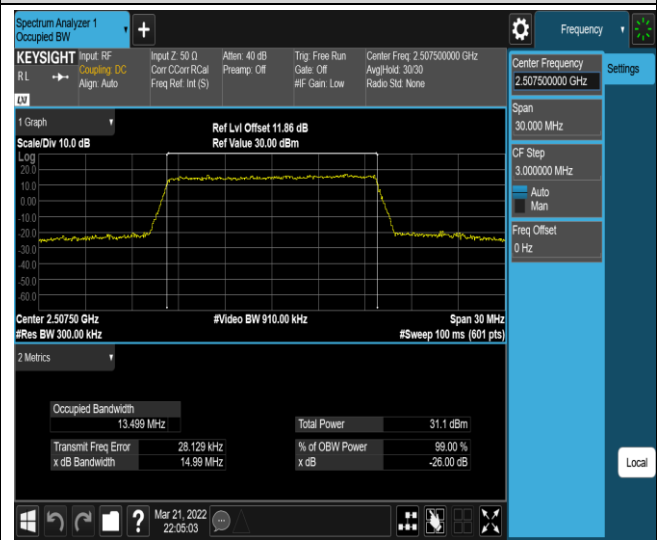 Spectrum Analyzer 1
Occupied BW
+
Frequency
KEYSIGHT
RL
LXI
Input: RF
Coupling: DC
Align: Auto
Input Z: 50 Ω
Corr CCorr RCal
Freq Ref: Int (S)
Atten: 40 dB
Preamp: Off
Trig: Free Run
Gate: Off
#IF Gain: Low
Center Freq: 2.507500000 GHz
Avg|Hold: 30/30
Radio Std: None
Center Frequency
2.507500000 GHz
Settings
Span
30.000 MHz
CF Step
3.000000 MHz
Auto
Man
Freq Offset
0 Hz
Local
1 Graph
Scale/Div 10.0 dB
Ref Lvl Offset 11.86 dB
Ref Value 30.00 dBm
Log
20.0
10.0
0.00
-10.0
-20.0
-30.0
-40.0
-50.0
-60.0
Center 2.50750 GHz
#Res BW 300.00 kHz
#Video BW 910.00 kHz
Span 30 MHz
#Sweep 100 ms (601 pts)
2 Metrics
Occupied Bandwidth
13.499 MHz
Total Power 31.1 dBm
Transmit Freq Error 28.129 kHz
% of OBW Power 99.00 %
x dB Bandwidth 14.99 MHz
x dB -26.00 dB
?
Mar 21, 2022
22:05:03